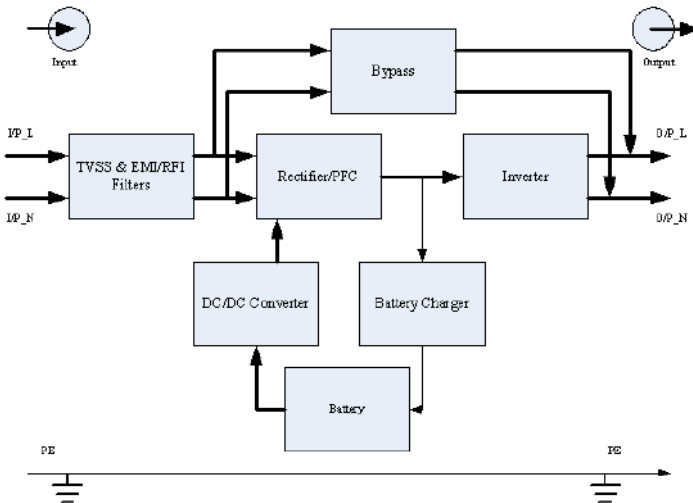 Input
Output
Bypass
I/P_L
O/P_L
TVSS & EMI/RFI
Filters
Rectifier/PFC
Inverter
I/P_N
O/P_N
DC/DC Converter
Battery Charger
Battery
PE
PE